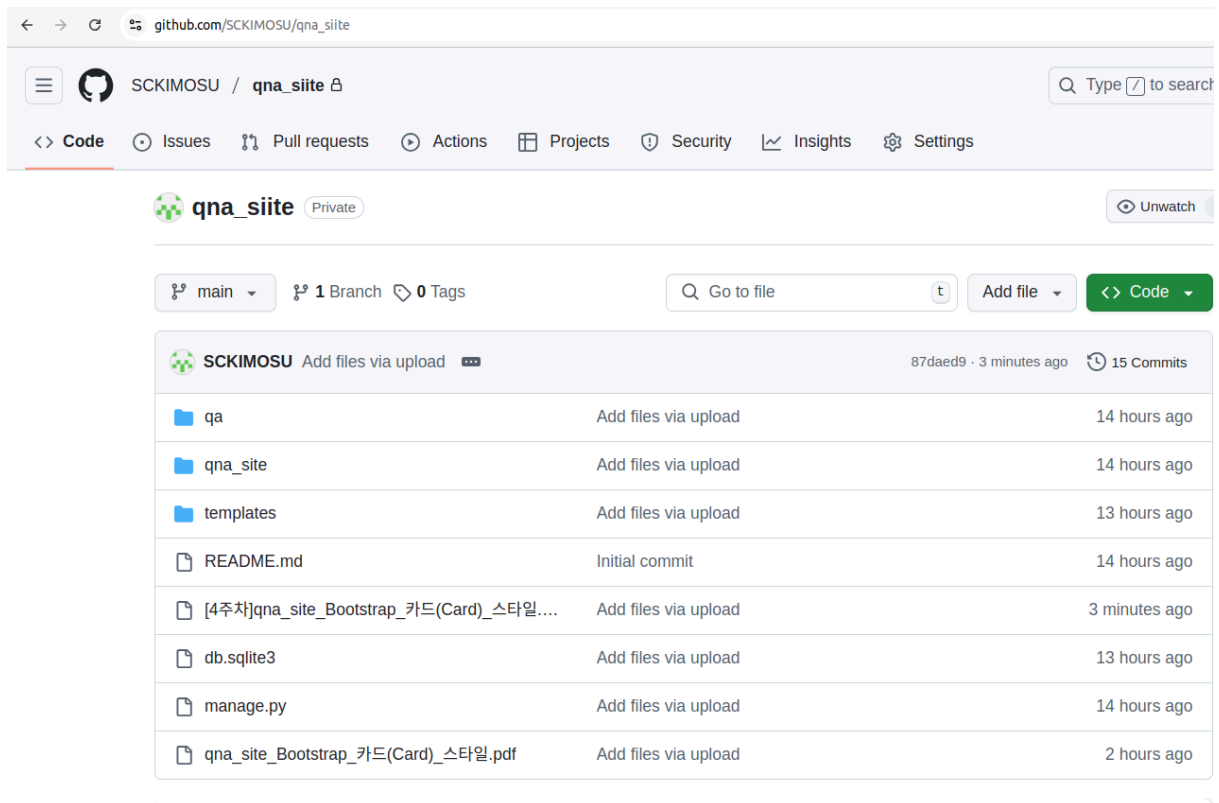 github.com/SCKIMOSU/qna_siite
SCKIMOSU / qna_siite
Type / to search
Code Issues Pull requests Actions Projects Security Insights Settings
qna_siite Private
Unwatch
main 1 Branch 0 Tags Go to file t Add file Code
SCKIMOSU Add files via upload 87daed9 · 3 minutes ago 15 Commits
qa Add files via upload 14 hours ago
qna_site Add files via upload 14 hours ago
templates Add files via upload 13 hours ago
README.md Initial commit 14 hours ago
[4주차]qna_site_Bootstrap_카드(Card)_스타일.… Add files via upload 3 minutes ago
db.sqlite3 Add files via upload 13 hours ago
manage.py Add files via upload 14 hours ago
qna_site_Bootstrap_카드(Card)_스타일.pdf Add files via upload 2 hours ago